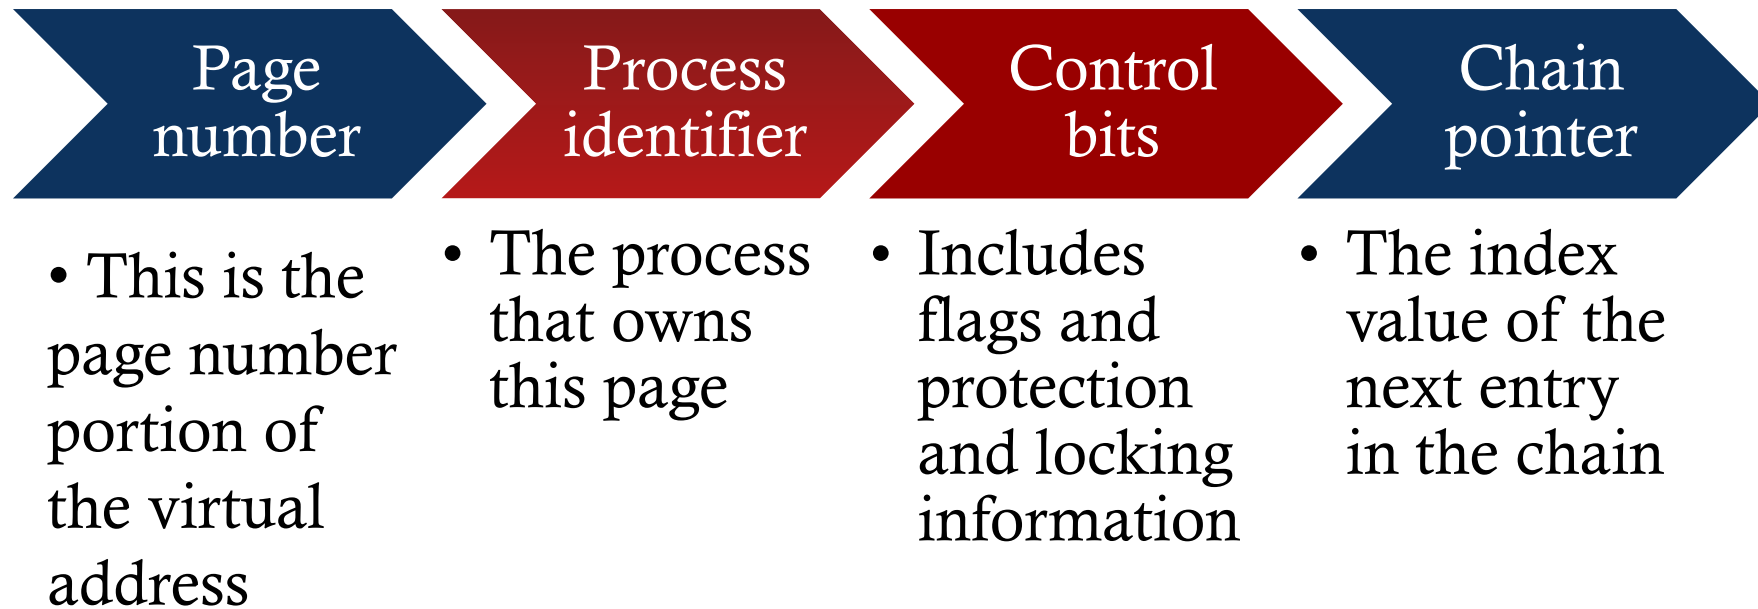 Page
number
Process
identifier
Control
bits
Chain
pointer
• This is the
page number
portion of
the virtual
address
• The process
that owns
this page
• Includes
flags and
protection
and locking
information
• The index
value of the
next entry
in the chain